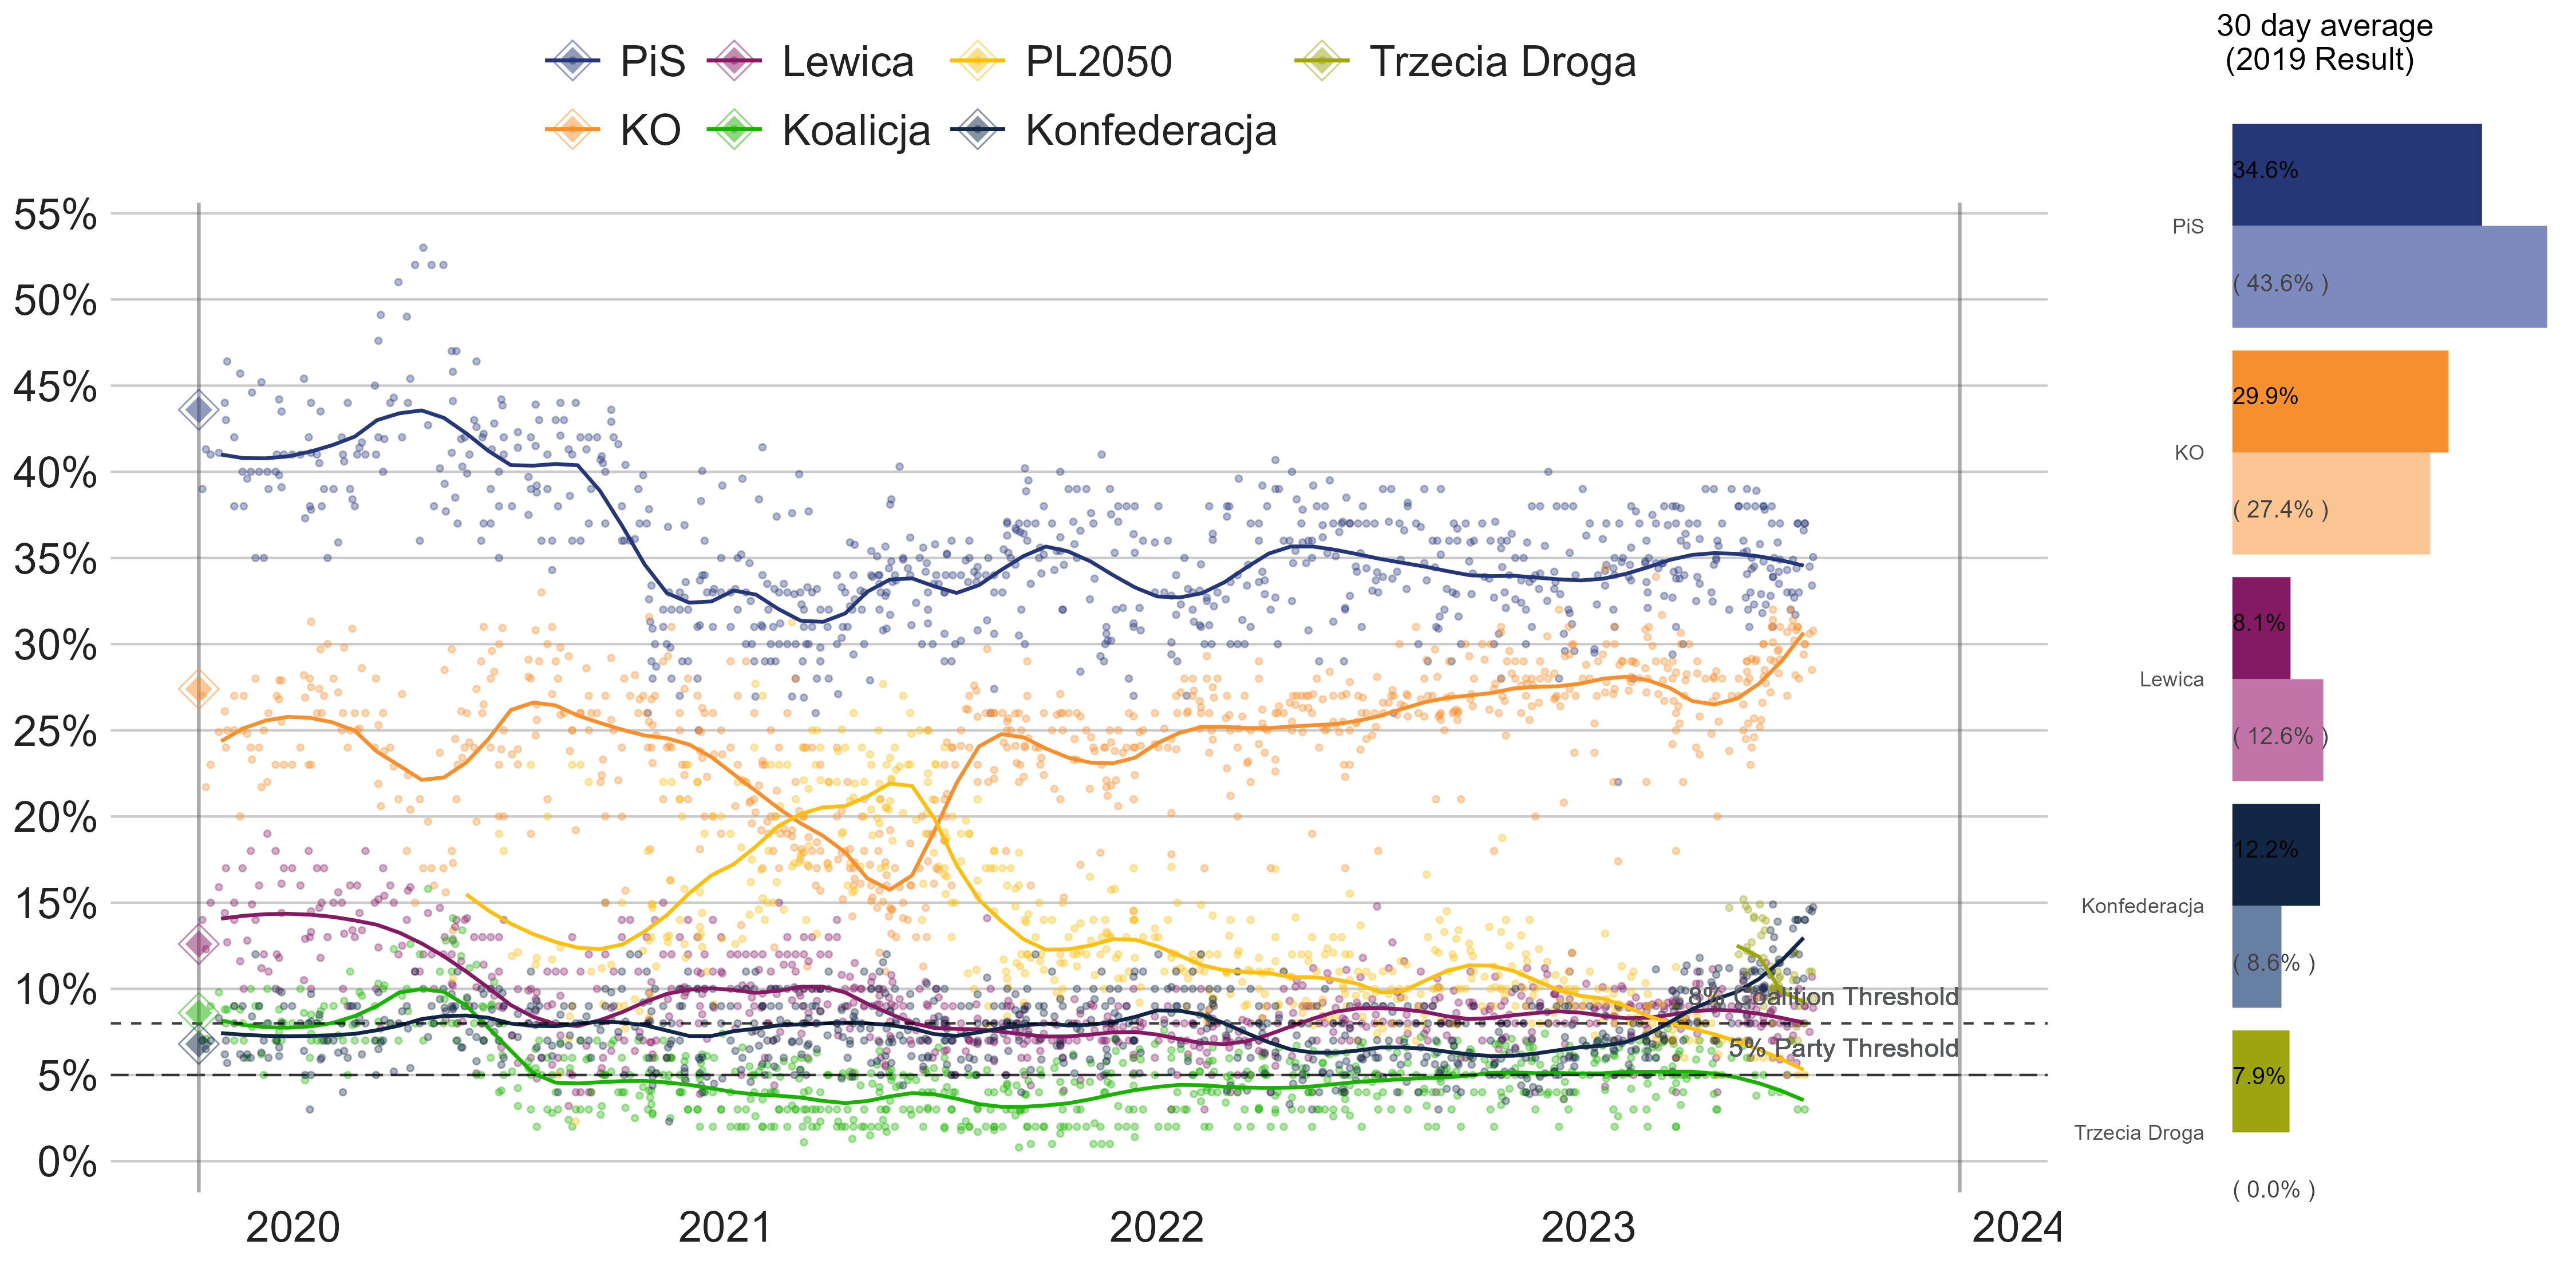 PiS Lewica PL2050 Trzecia Droga
KO Koalicja Konfederacja
55%
50%
45%
40%
35%
30%
25%
20%
15%
10%
5%
0%
8% Coalition Threshold
5% Party Threshold
2020 2021 2022 2023 2024
30 day average
(2019 Result)
34.6%
PiS
( 43.6% )
29.9%
KO
( 27.4% )
8.1%
Lewica
( 12.6% )
12.2%
Konfederacja
( 8.6% )
7.9%
Trzecia Droga
( 0.0% )